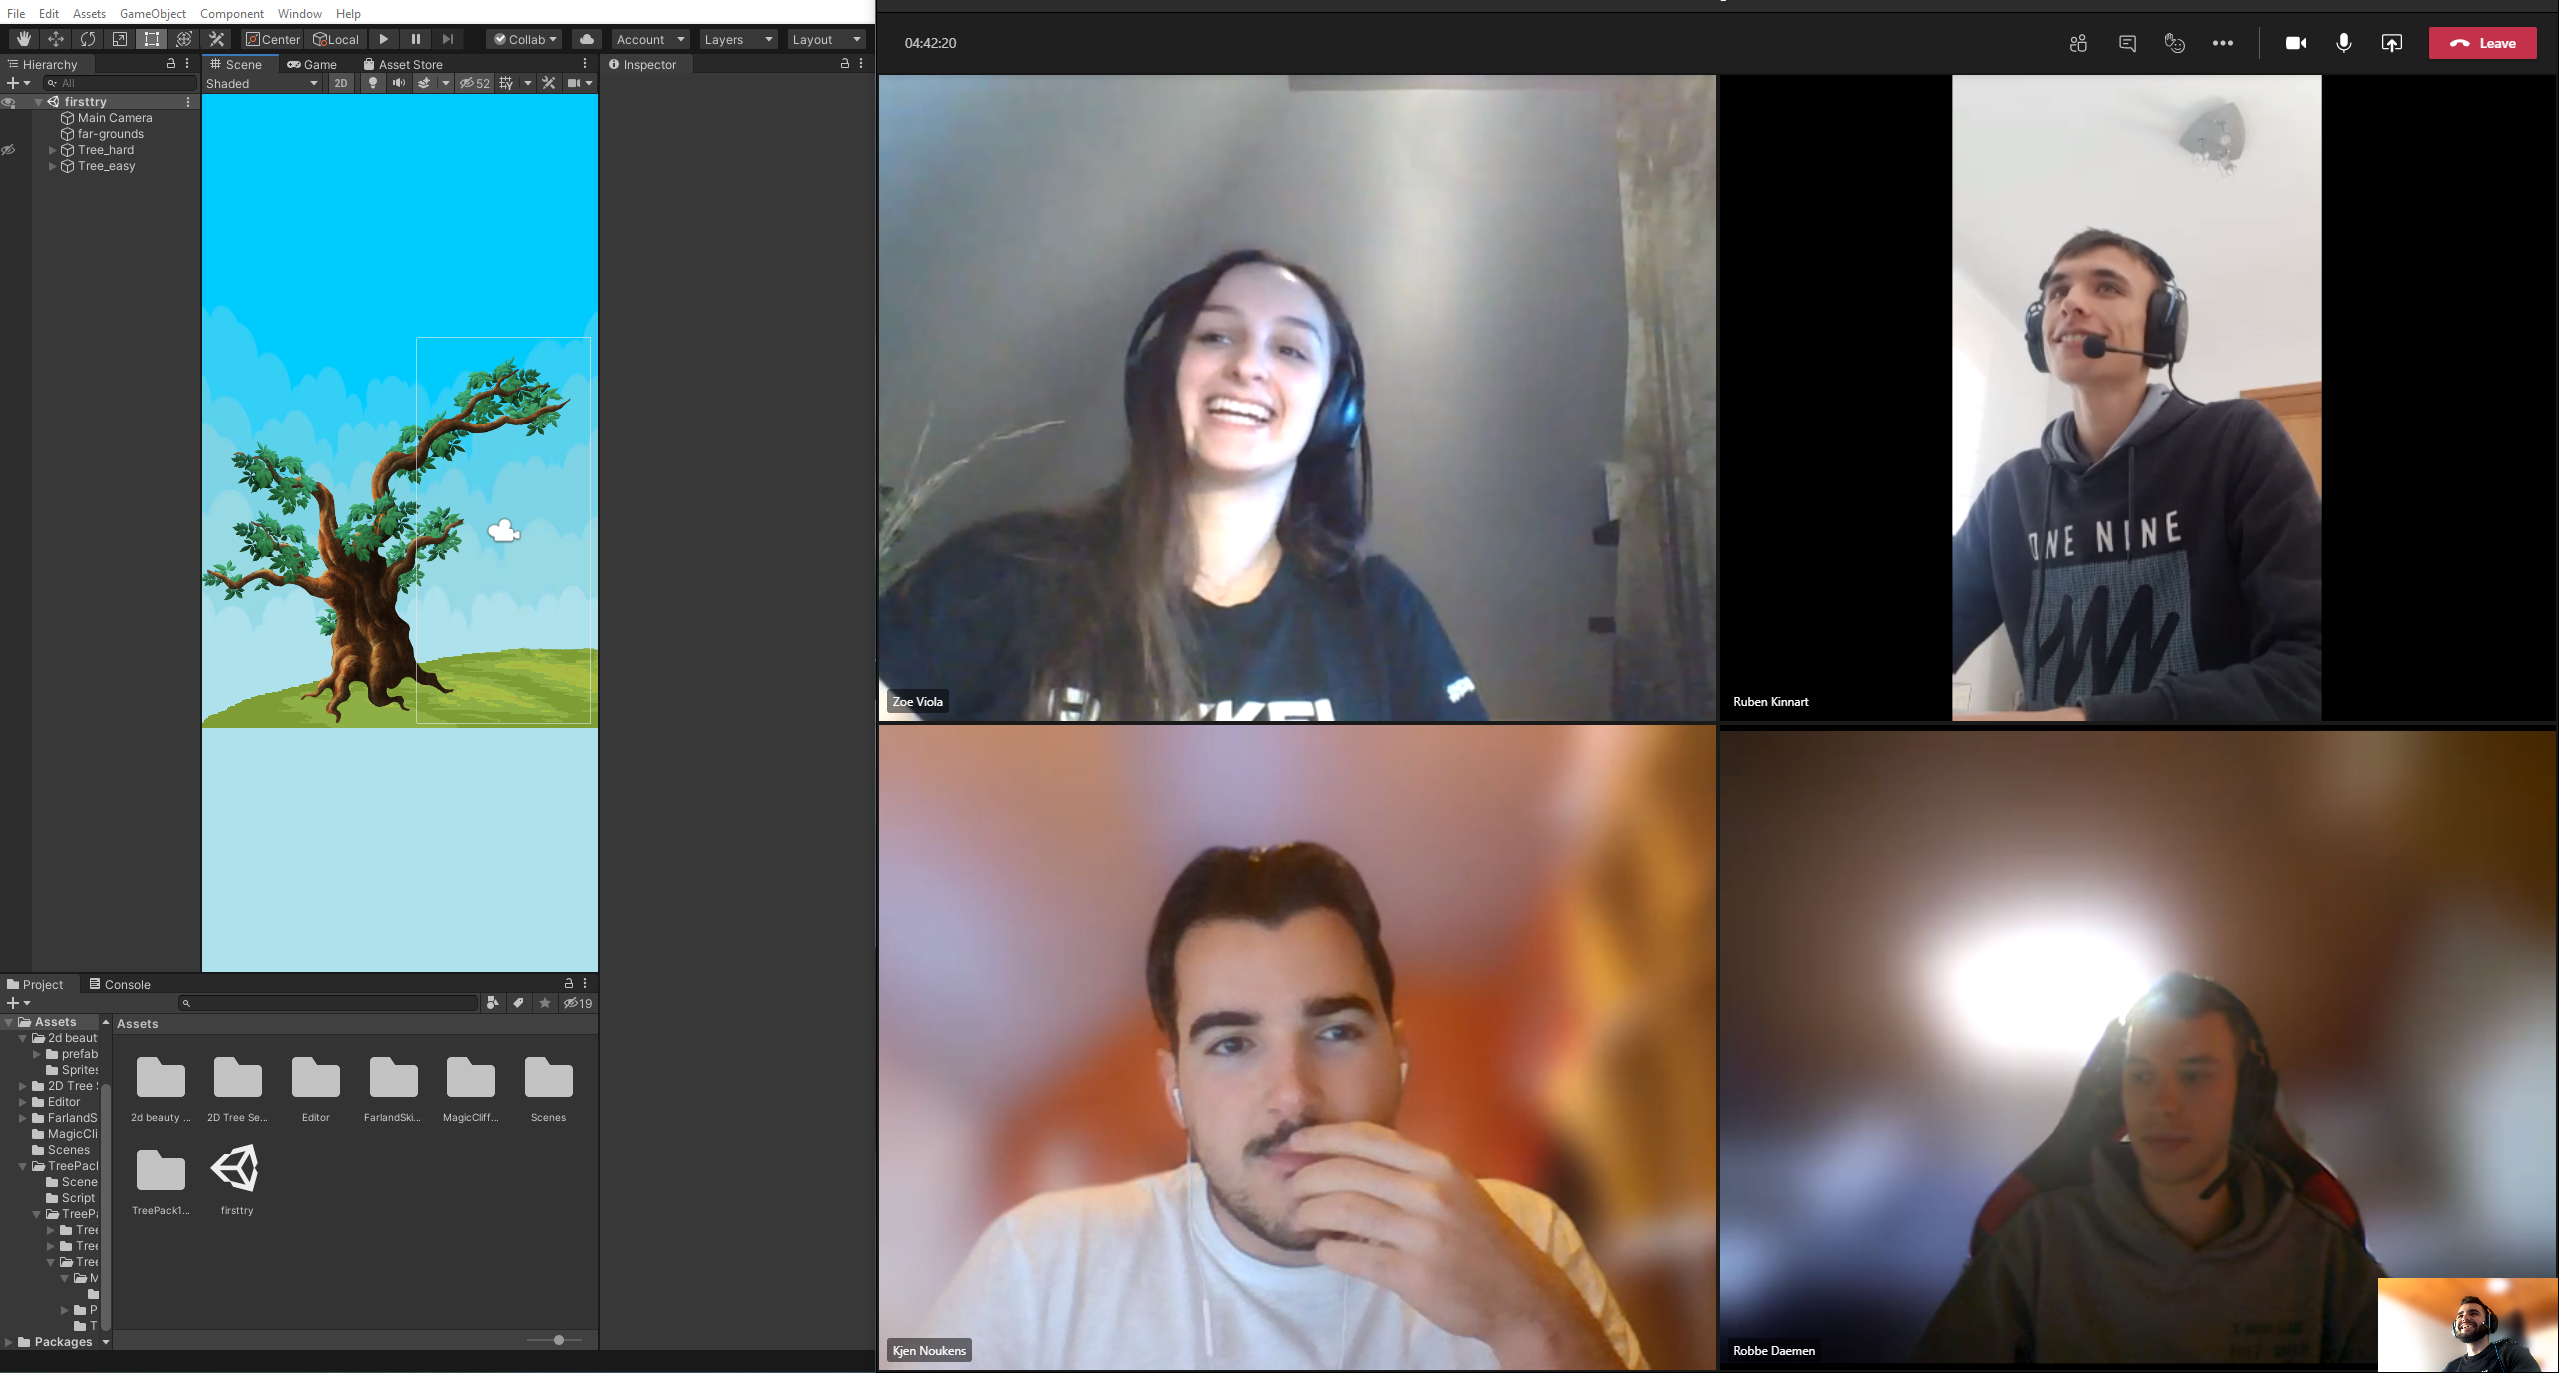 File Edit Assets GameObject Component Window Help
Center Local Collab Account Layers Layout
Hierarchy
All
firsttry
Main Camera
far-grounds
Tree_hard
Tree_easy
Scene Game Asset Store
Shaded 2D 52
Inspector
Project Console
19
Assets
2d beaut
prefab
Sprites
2D Tree S
Editor
FarlandS
MagicCli
Scenes
TreePacl
Scene
Script
TreeP
Tree
Tree
Tree
M
P
T
Packages
Assets
2d beauty ... 2D Tree Se... Editor FarlandSki... MagicCliff... Scenes
TreePack1... firsttry
04:42:20
Leave
Zoe Viola
ONE NINE
Ruben Kinnart
Kjen Noukens
Robbe Daemen